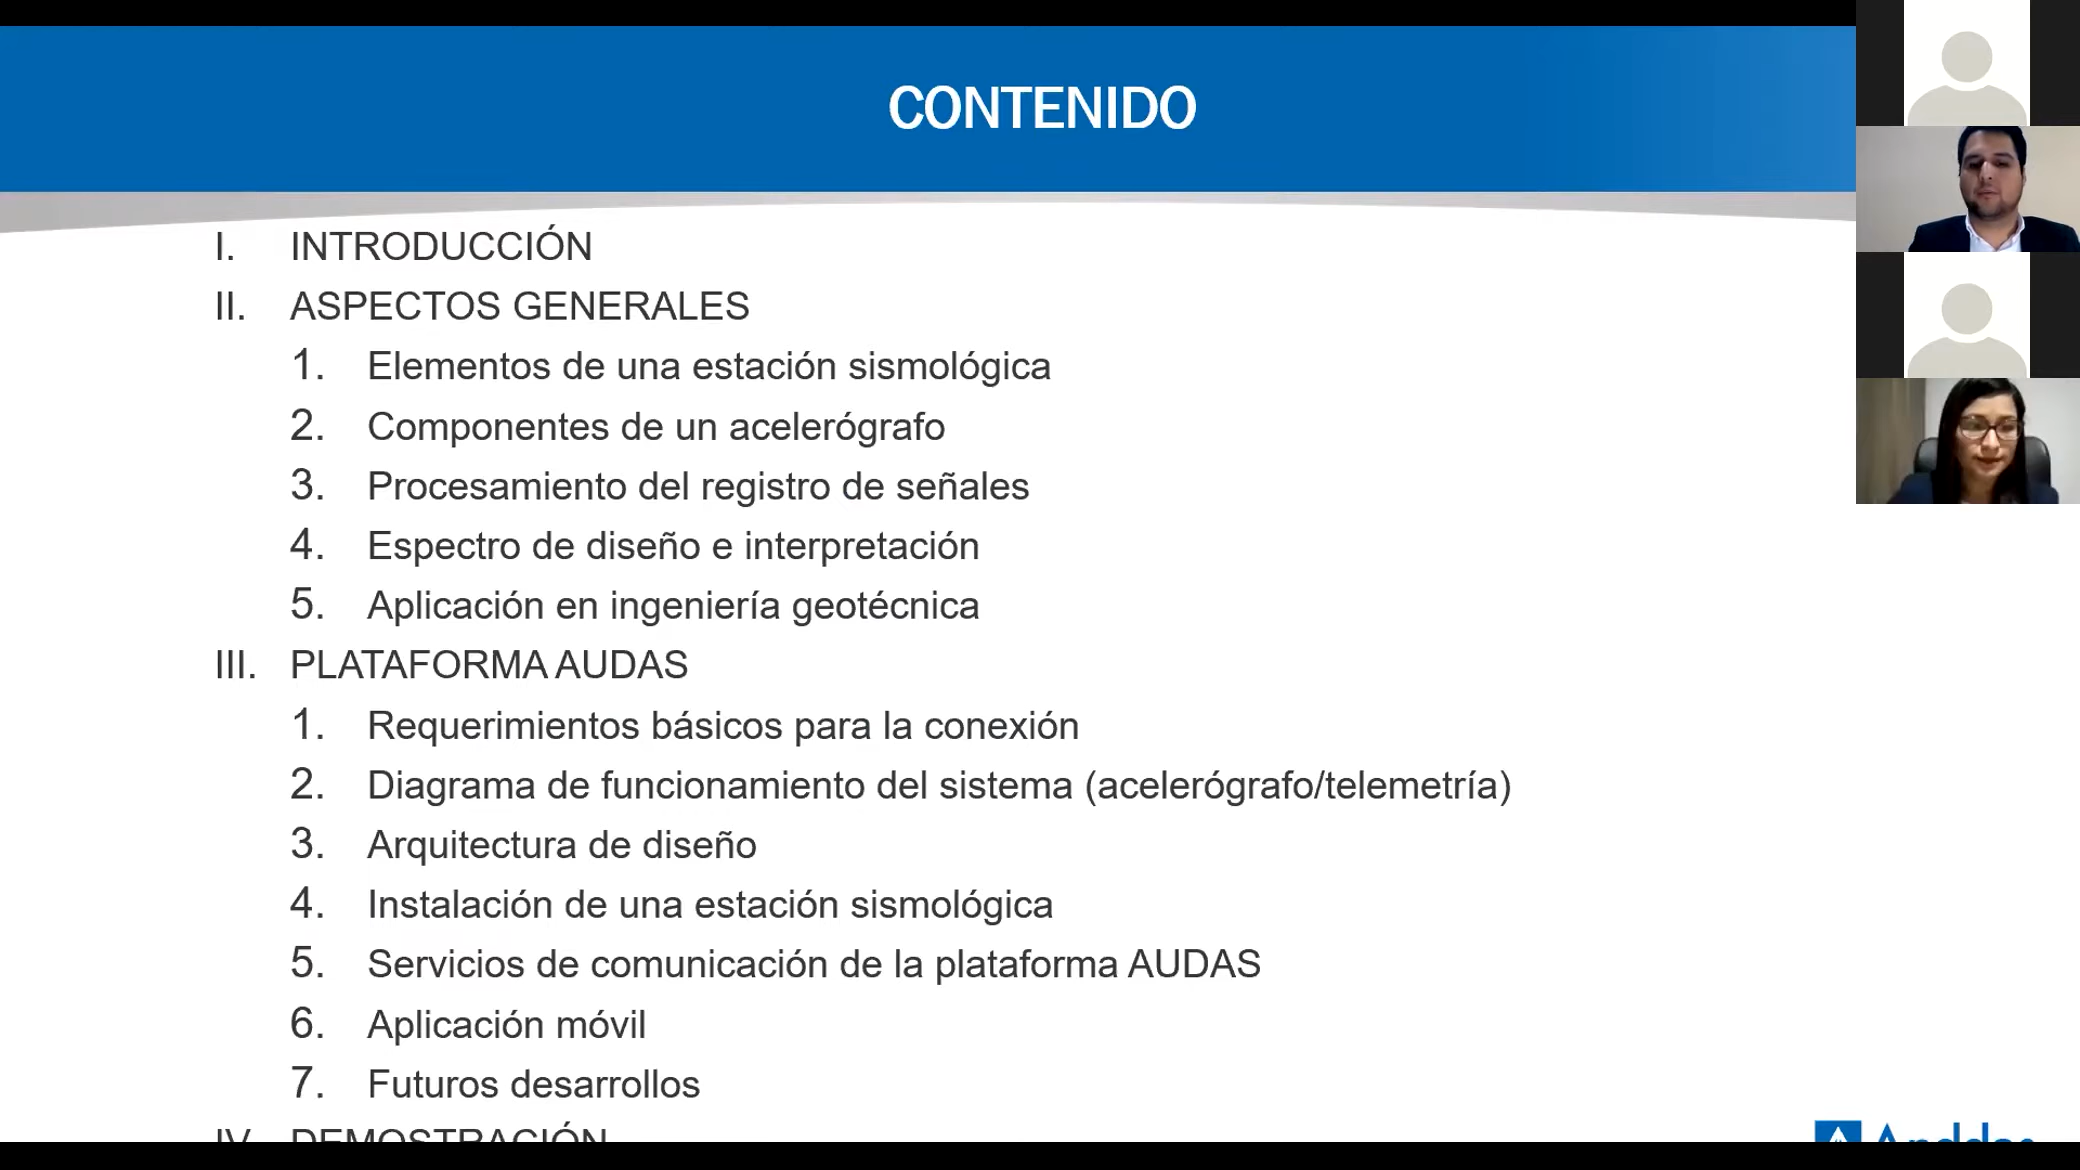 CONTENIDO
I. INTRODUCCIÓN
II. ASPECTOS GENERALES
1. Elementos de una estación sismológica
2. Componentes de un acelerógrafo
3. Procesamiento del registro de señales
4. Espectro de diseño e interpretación
5. Aplicación en ingeniería geotécnica
III. PLATAFORMA AUDAS
1. Requerimientos básicos para la conexión
2. Diagrama de funcionamiento del sistema (acelerógrafo/telemetría)
3. Arquitectura de diseño
4. Instalación de una estación sismológica
5. Servicios de comunicación de la plataforma AUDAS
6. Aplicación móvil
7. Futuros desarrollos
IV. DEMOSTRACIÓN